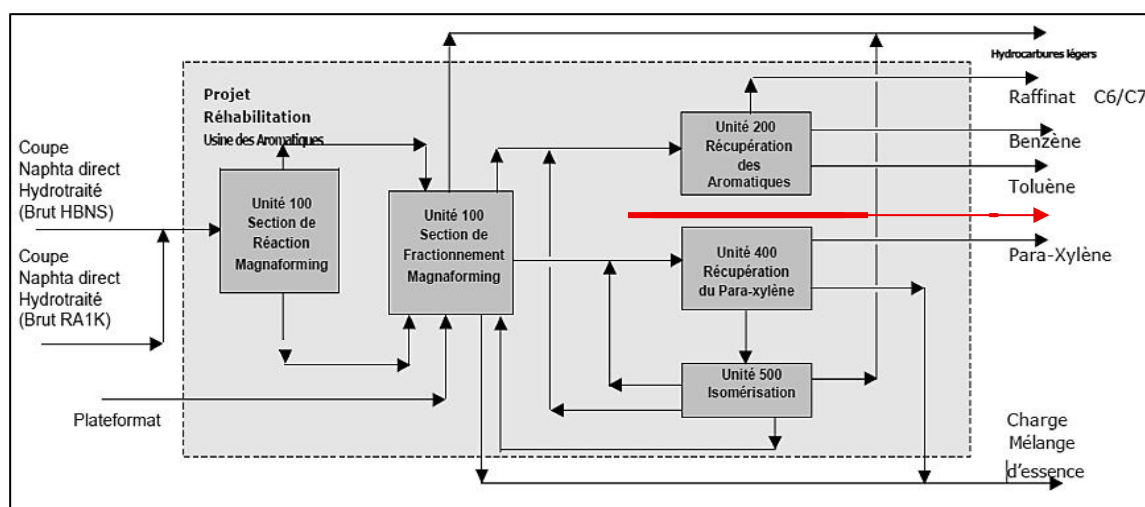 Hydrocarbures légers
Projet
Réhabilitation
Usine des Aromatiques
Raffinat C6/C7
Unité 200
Récupération
des
Aromatiques
Benzène
Toluène
Coupe
Naphta direct
Hydrotraité
(Brut HBNS)
Unité 100
Section de
Réaction
Magnaforming
Unité 100
Section de
Fractionnement
Magnaforming
Unité 400
Récupération
du Para-xylène
Para-Xylène
Coupe
Naphta direct
Hydrotraité
(Brut RA1K)
Unité 500
Isomérisation
Plateformat
Charge
Mélange
d'essence